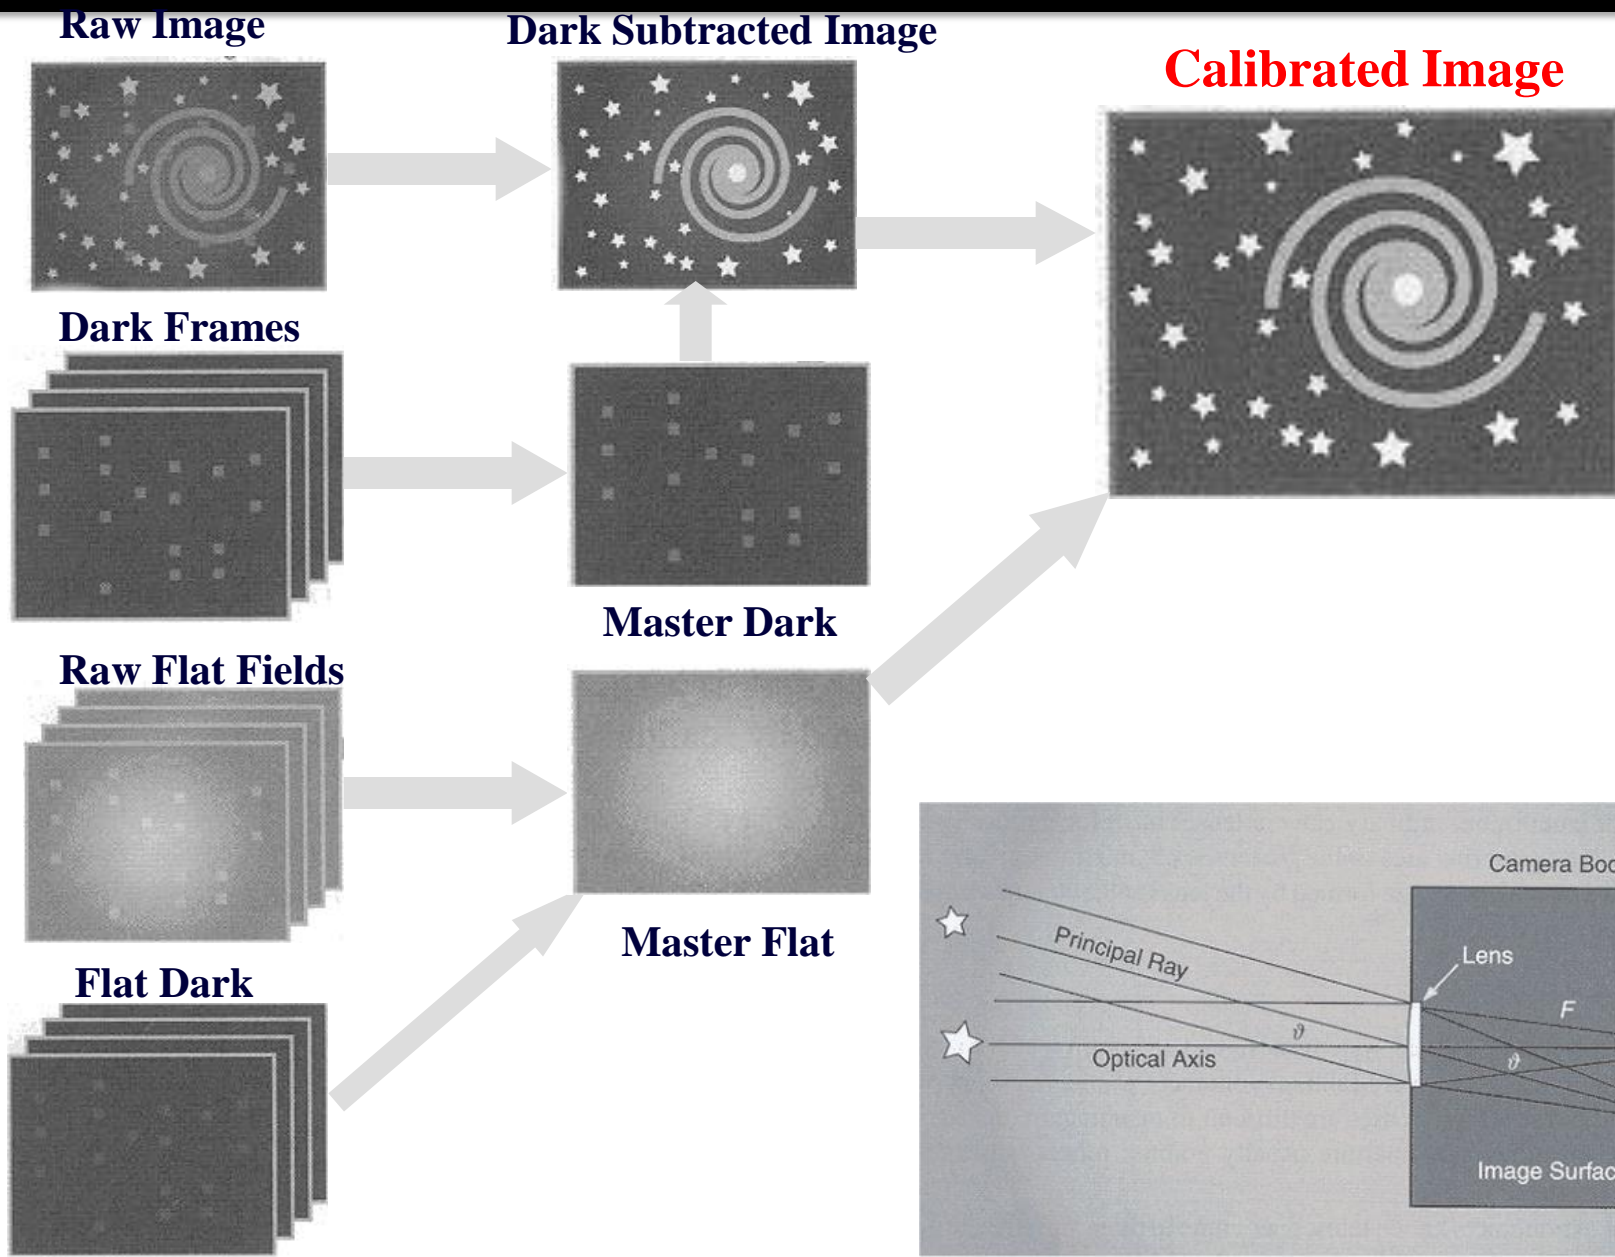 Raw Image
Dark Subtracted Image
Calibrated Image
Dark Frames
Master Dark
Raw Flat Fields
Master Flat
Flat Dark
Camera Bod
Principal Ray
Lens
F
ϑ
Optical Axis
ϑ
Image Surfac